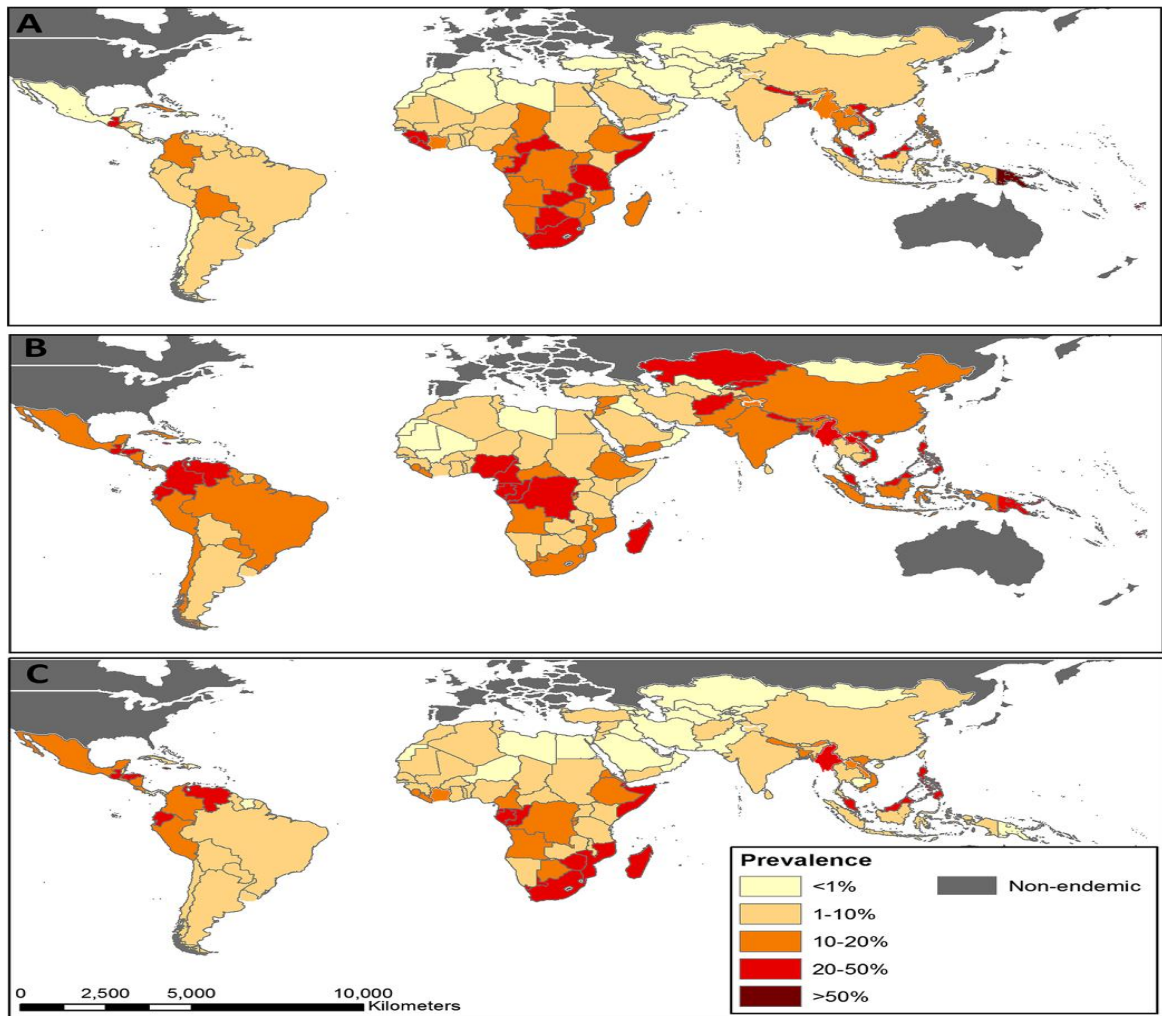 A
B
C
Prevalence
<1%
Non-endemic
1-10%
10-20%
20-50%
>50%
0 2,500 5,000 10,000
Kilometers